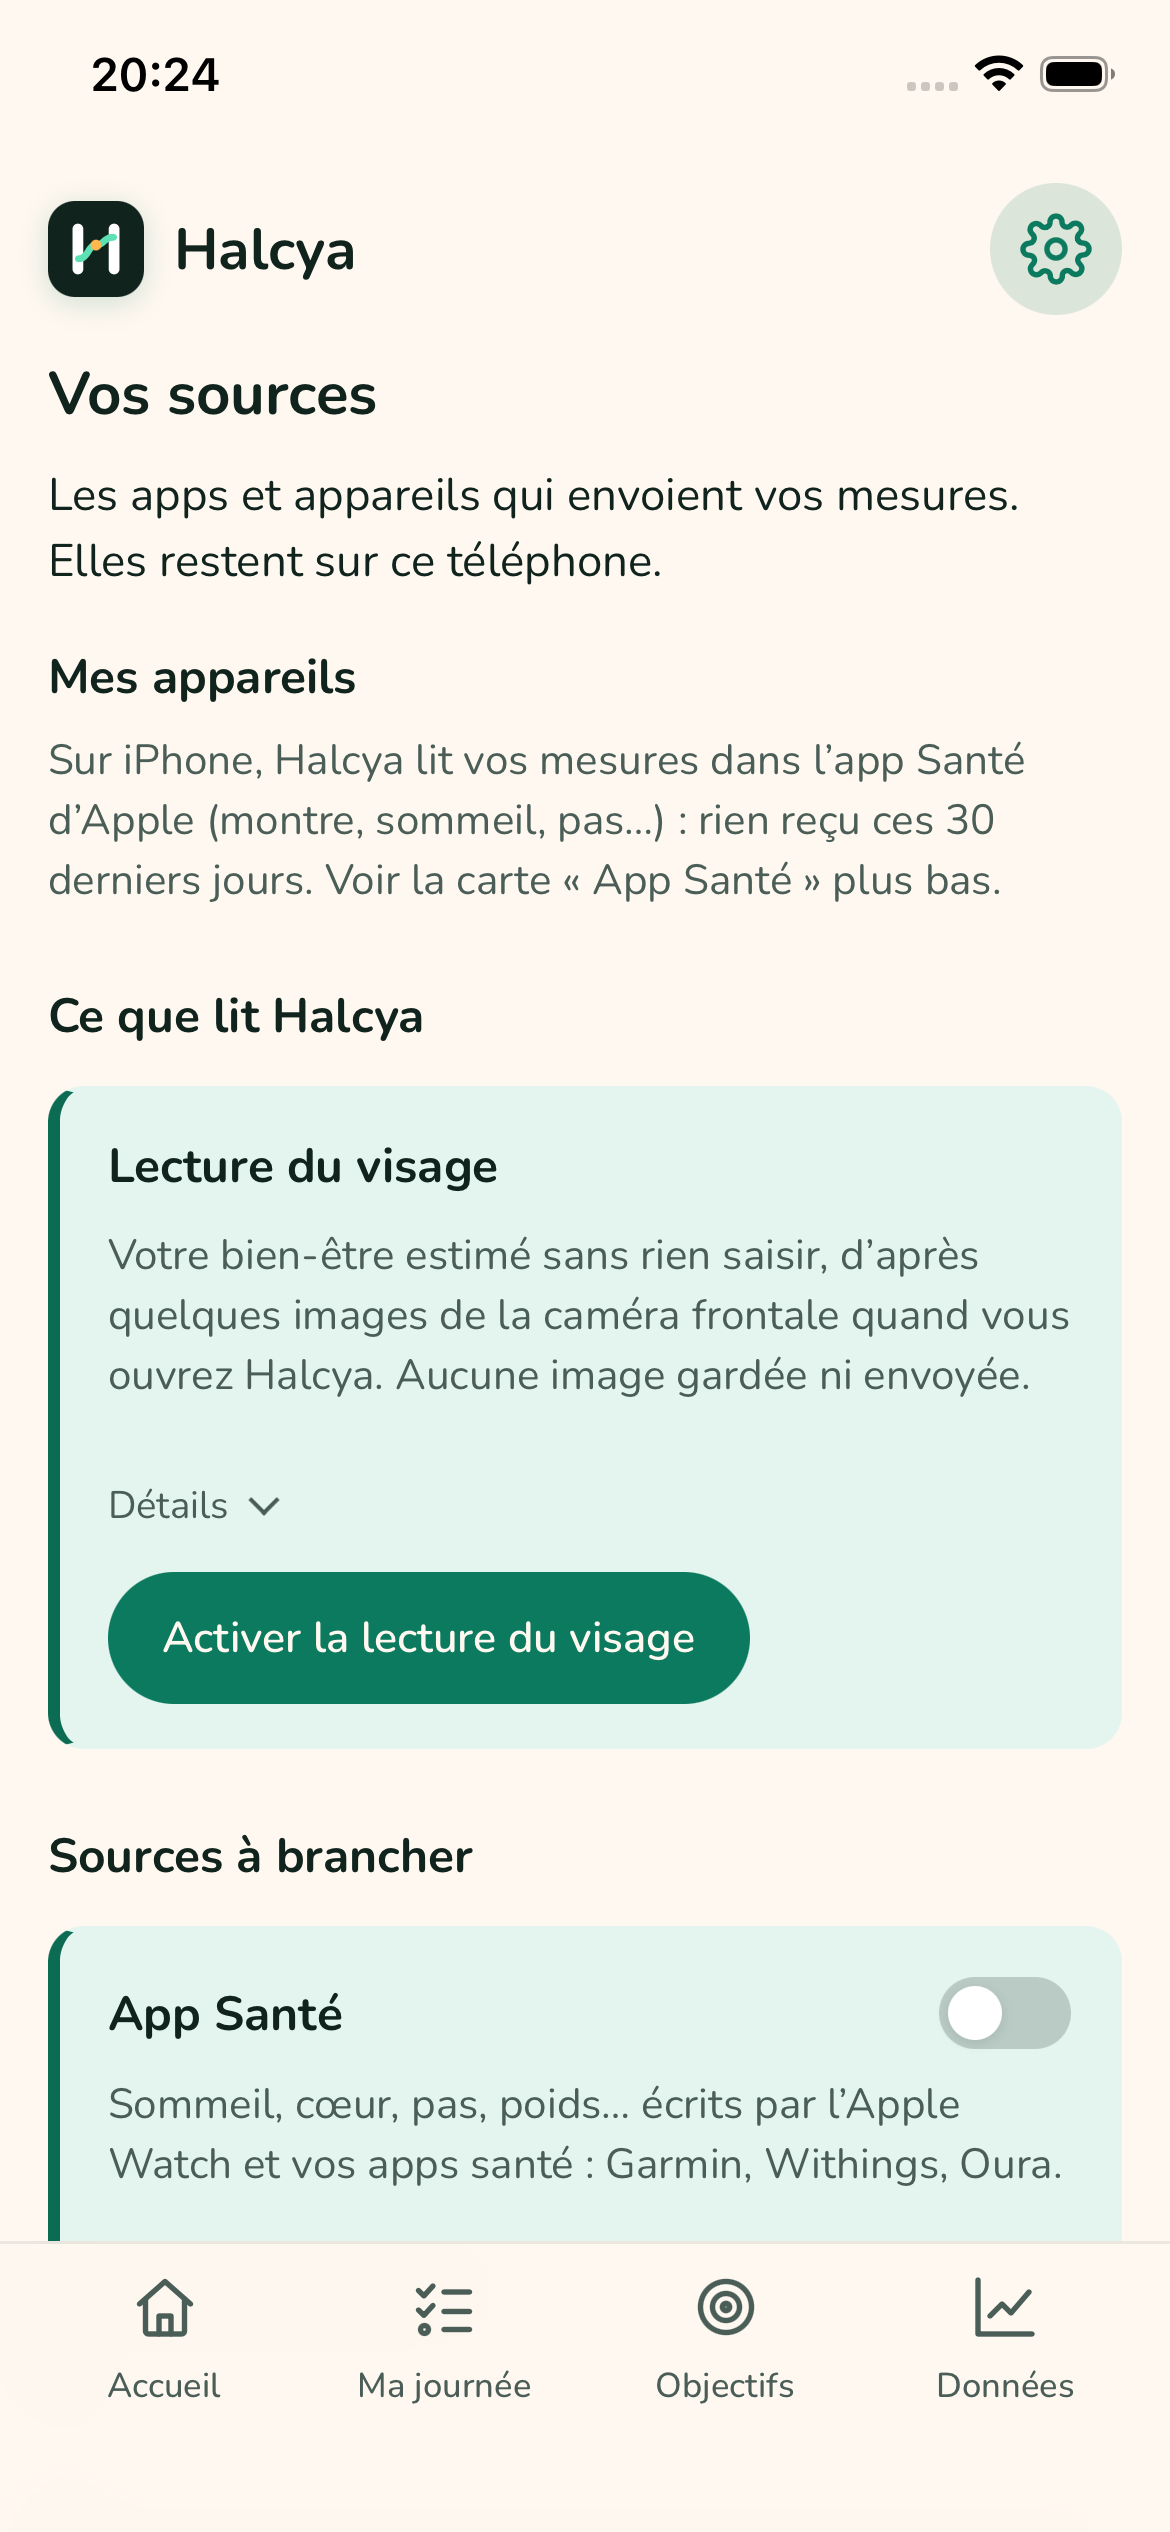 20:24
Halcya
Vos sources
Les apps et appareils qui envoient vos mesures.
Elles restent sur ce téléphone.
Mes appareils
Sur iPhone, Halcya lit vos mesures dans l’app Santé
d’Apple (montre, sommeil, pas…) : rien reçu ces 30
derniers jours. Voir la carte « App Santé » plus bas.
Ce que lit Halcya
Lecture du visage
Votre bien-être estimé sans rien saisir, d’après
quelques images de la caméra frontale quand vous
ouvrez Halcya. Aucune image gardée ni envoyée.
Détails
Activer la lecture du visage
Sources à brancher
App Santé
Sommeil, cœur, pas, poids… écrits par l’Apple
Watch et vos apps santé : Garmin, Withings, Oura.
Accueil
Ma journée
Objectifs
Données